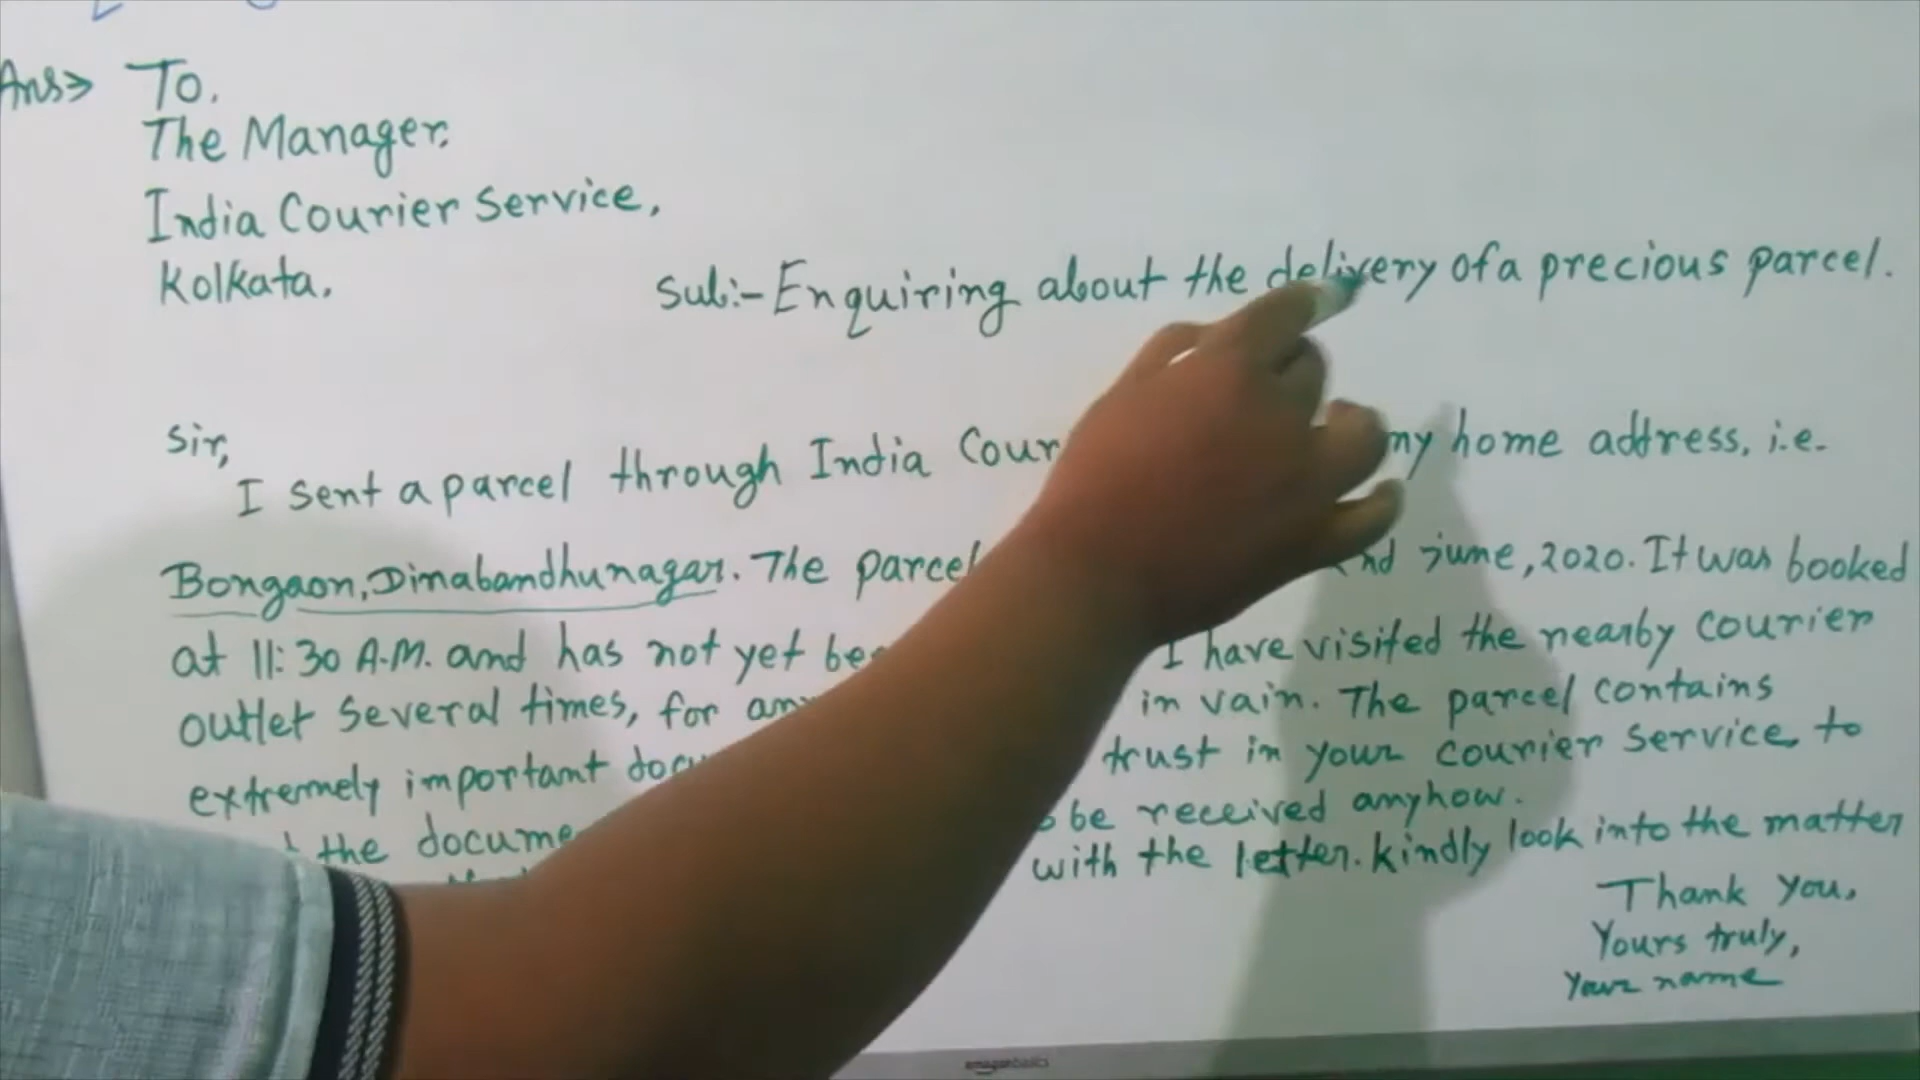 Ans⇒ To,
The Manager,
India Courier Service,
Kolkata.
Sub:- Enquiring about the delivery of a precious parcel.
Sir,
I sent a parcel through India Cour my home address, i.e.
Bongaon, Dinabandhunagar. The parcel nd june, 2020. It was booked
at 11:30 A.M. and has not yet be I have visited the nearby courier
outlet several times, for an in vain. The parcel contains
extremely important docu trust in your courier service to
the docume be received anyhow.
with the letter. kindly look into the matter
Thank you,
Yours truly,
Your name
amazonbasics